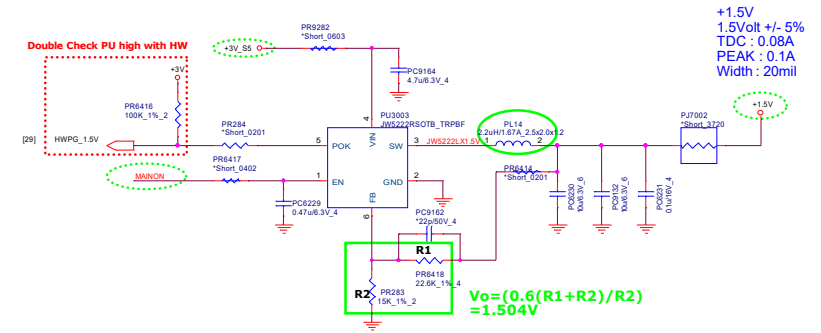 +1.5V
1.5Volt +/- 5%
TDC : 0.08A
PEAK : 0.1A
Width : 20mil
Double Check PU high with HW
+3V
PR6416
100K_1%_2
[29]
HWPG_1.5V
PR284
*Short_0201
PR6417
*Short_0402
MAINON
PC6229
0.47u/6.3V_4
PR9282
*Short_0603
+3V_S5
PC9164
4.7u/6.3V_4
PU3003
JW5222RSOTB_TRPBF
4
VIN
5
POK
SW
3
1
EN
GND
2
FB
6
JW5222LX1.5V
PL14
2.2uH/1.67A_2.5x2.0x1.2
1
2
PR6414
*Short_0201
PC6230
10u/6.3V_6
PC9132
10u/6.3V_6
PC6231
0.1u/16V_4
PJ7002
*Short_3720
+1.5V
PC9162
*22p/50V_4
R1
PR6418
22.6K_1%_4
R2
PR283
15K_1%_2
Vo=(0.6(R1+R2)/R2)
=1.504V